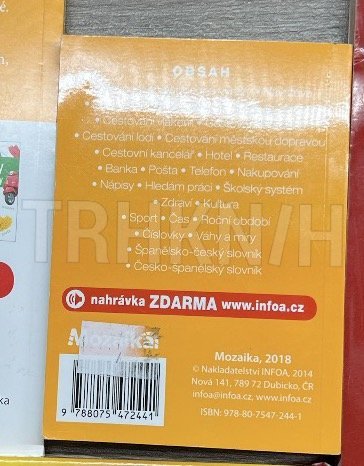 OBSAH
Cestování vlakem
• Cestování lodí • Cestování městskou dopravou
• Cestovní kancelář • Hotel • Restaurace
• Banka • Pošta • Telefon • Nakupování
• Nápisy • Hledám práci • Školský systém
• Zdraví • Kultura
• Sport • Čas • Roční období
• Číslovky • Váhy a míry
• Španělsko-český slovník
• Česko-španělský slovník
nahrávka ZDARMA www.infoa.cz
Mozaika
9 788075 472441
Mozaika, 2018
© Nakladatelství INFOA, 2014
Nová 141, 789 72 Dubicko, ČR
infoa@infoa.cz, www.infoa.cz
ISBN: 978-80-7547-244-1